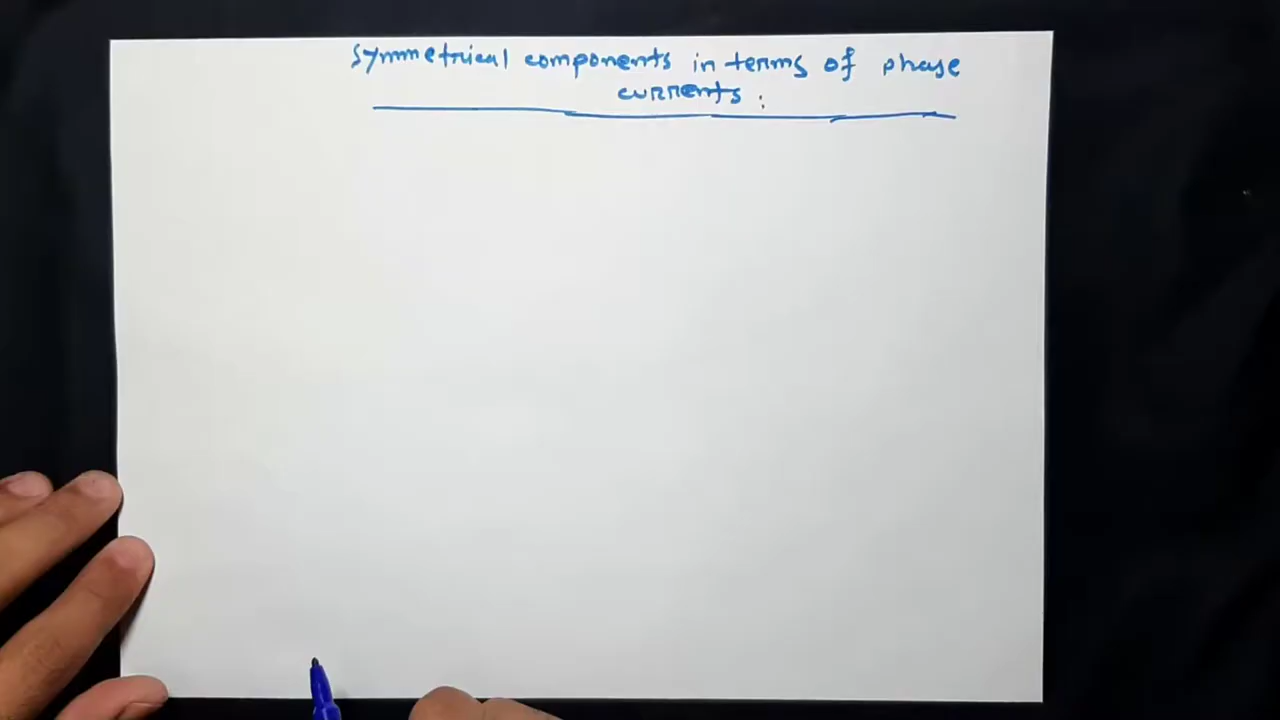 Symmetrical components in terms of phase
currents :